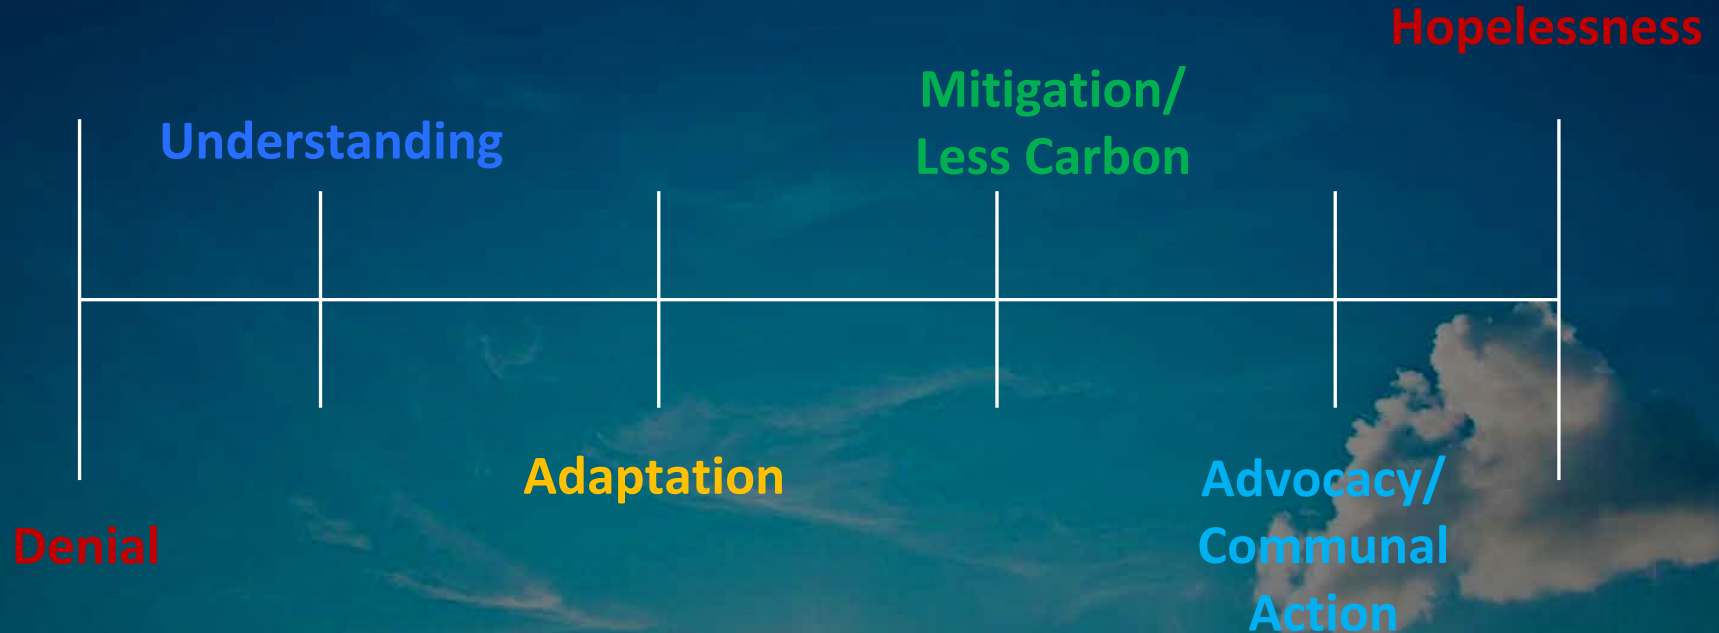 Hopelessness
Mitigation/
Less Carbon
Understanding
Adaptation
Advocacy/
Communal
Action
Denial